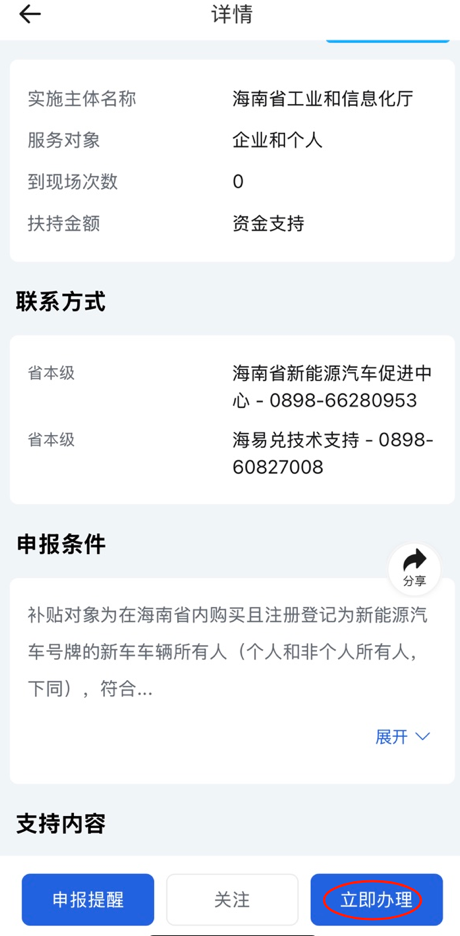 详情
实施主体名称 海南省工业和信息化厅
服务对象 企业和个人
到现场次数 0
扶持金额 资金支持
联系方式
省本级 海南省新能源汽车促进中
心 - 0898-66280953
省本级 海易兑技术支持 - 0898-
60827008
申报条件
分享
补贴对象为在海南省内购买且注册登记为新能源汽
车号牌的新车车辆所有人（个人和非个人所有人，
下同），符合...
展开
支持内容
申报提醒 关注 立即办理